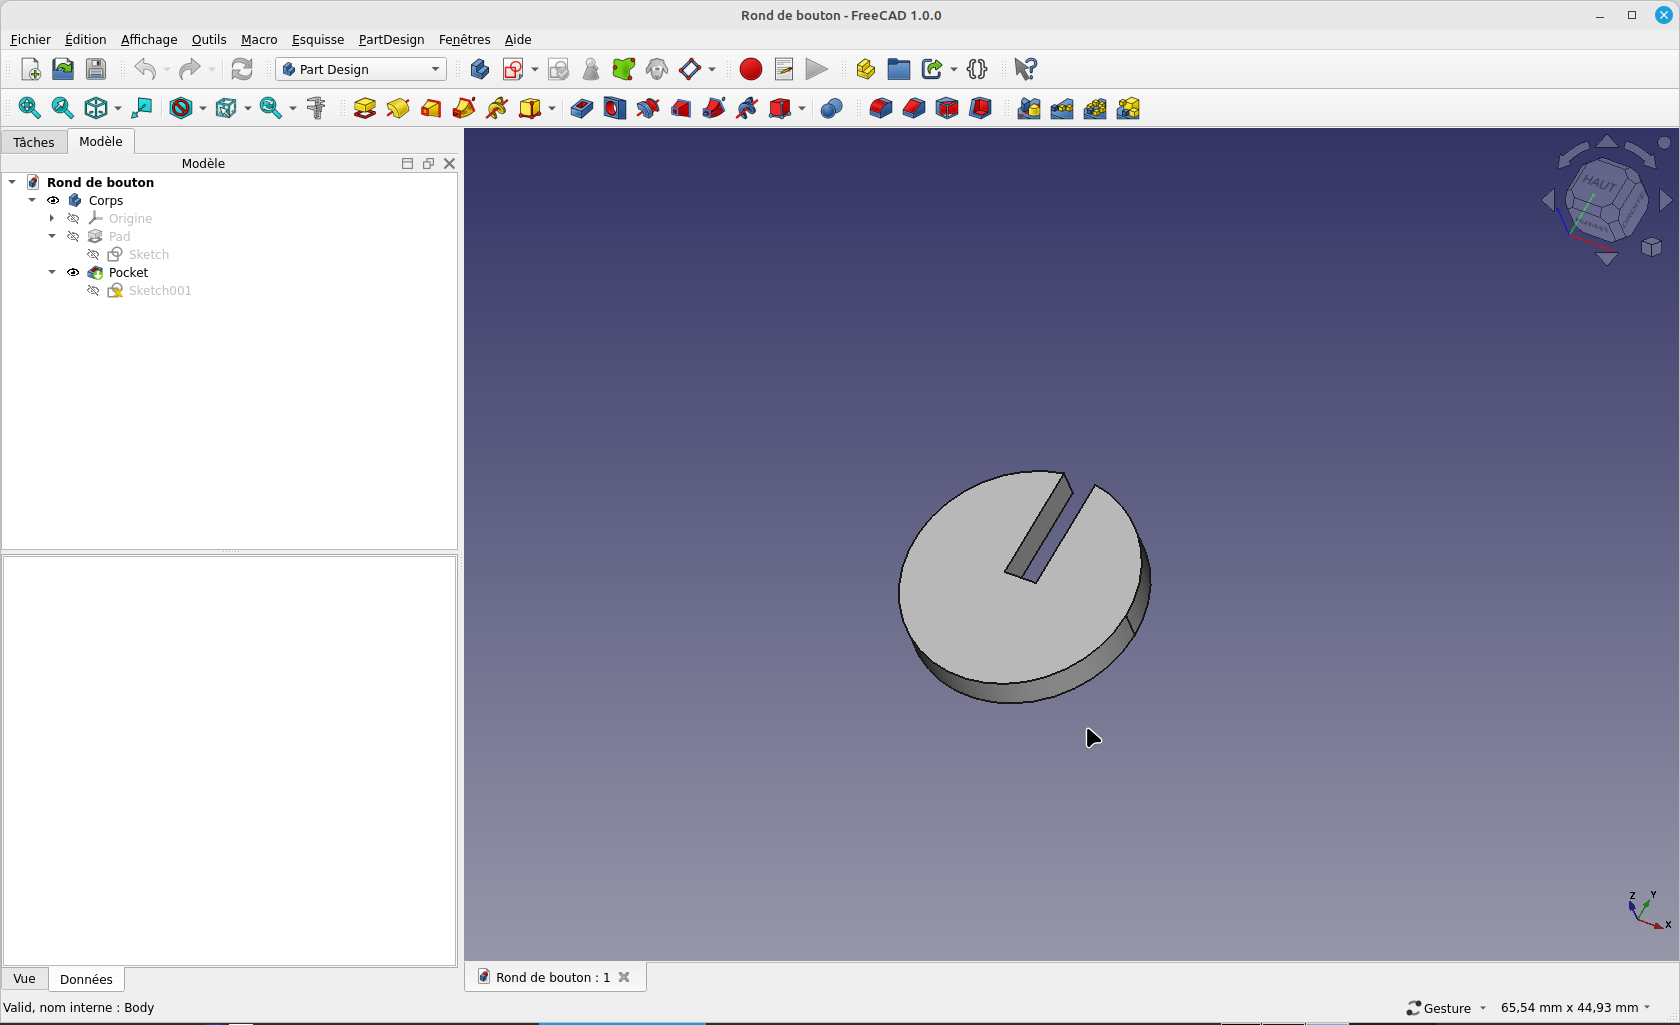 Rond de bouton - FreeCAD 1.0.0
Fichier Édition Affichage Outils Macro Esquisse PartDesign Fenêtres Aide
Part Design
Tâches Modèle
Modèle
Rond de bouton
Corps
Origine
Pad
Sketch
Pocket
Sketch001
HAUT
Z Y
X
Vue Données
Rond de bouton : 1
Valid, nom interne : Body
Gesture 65,54 mm x 44,93 mm